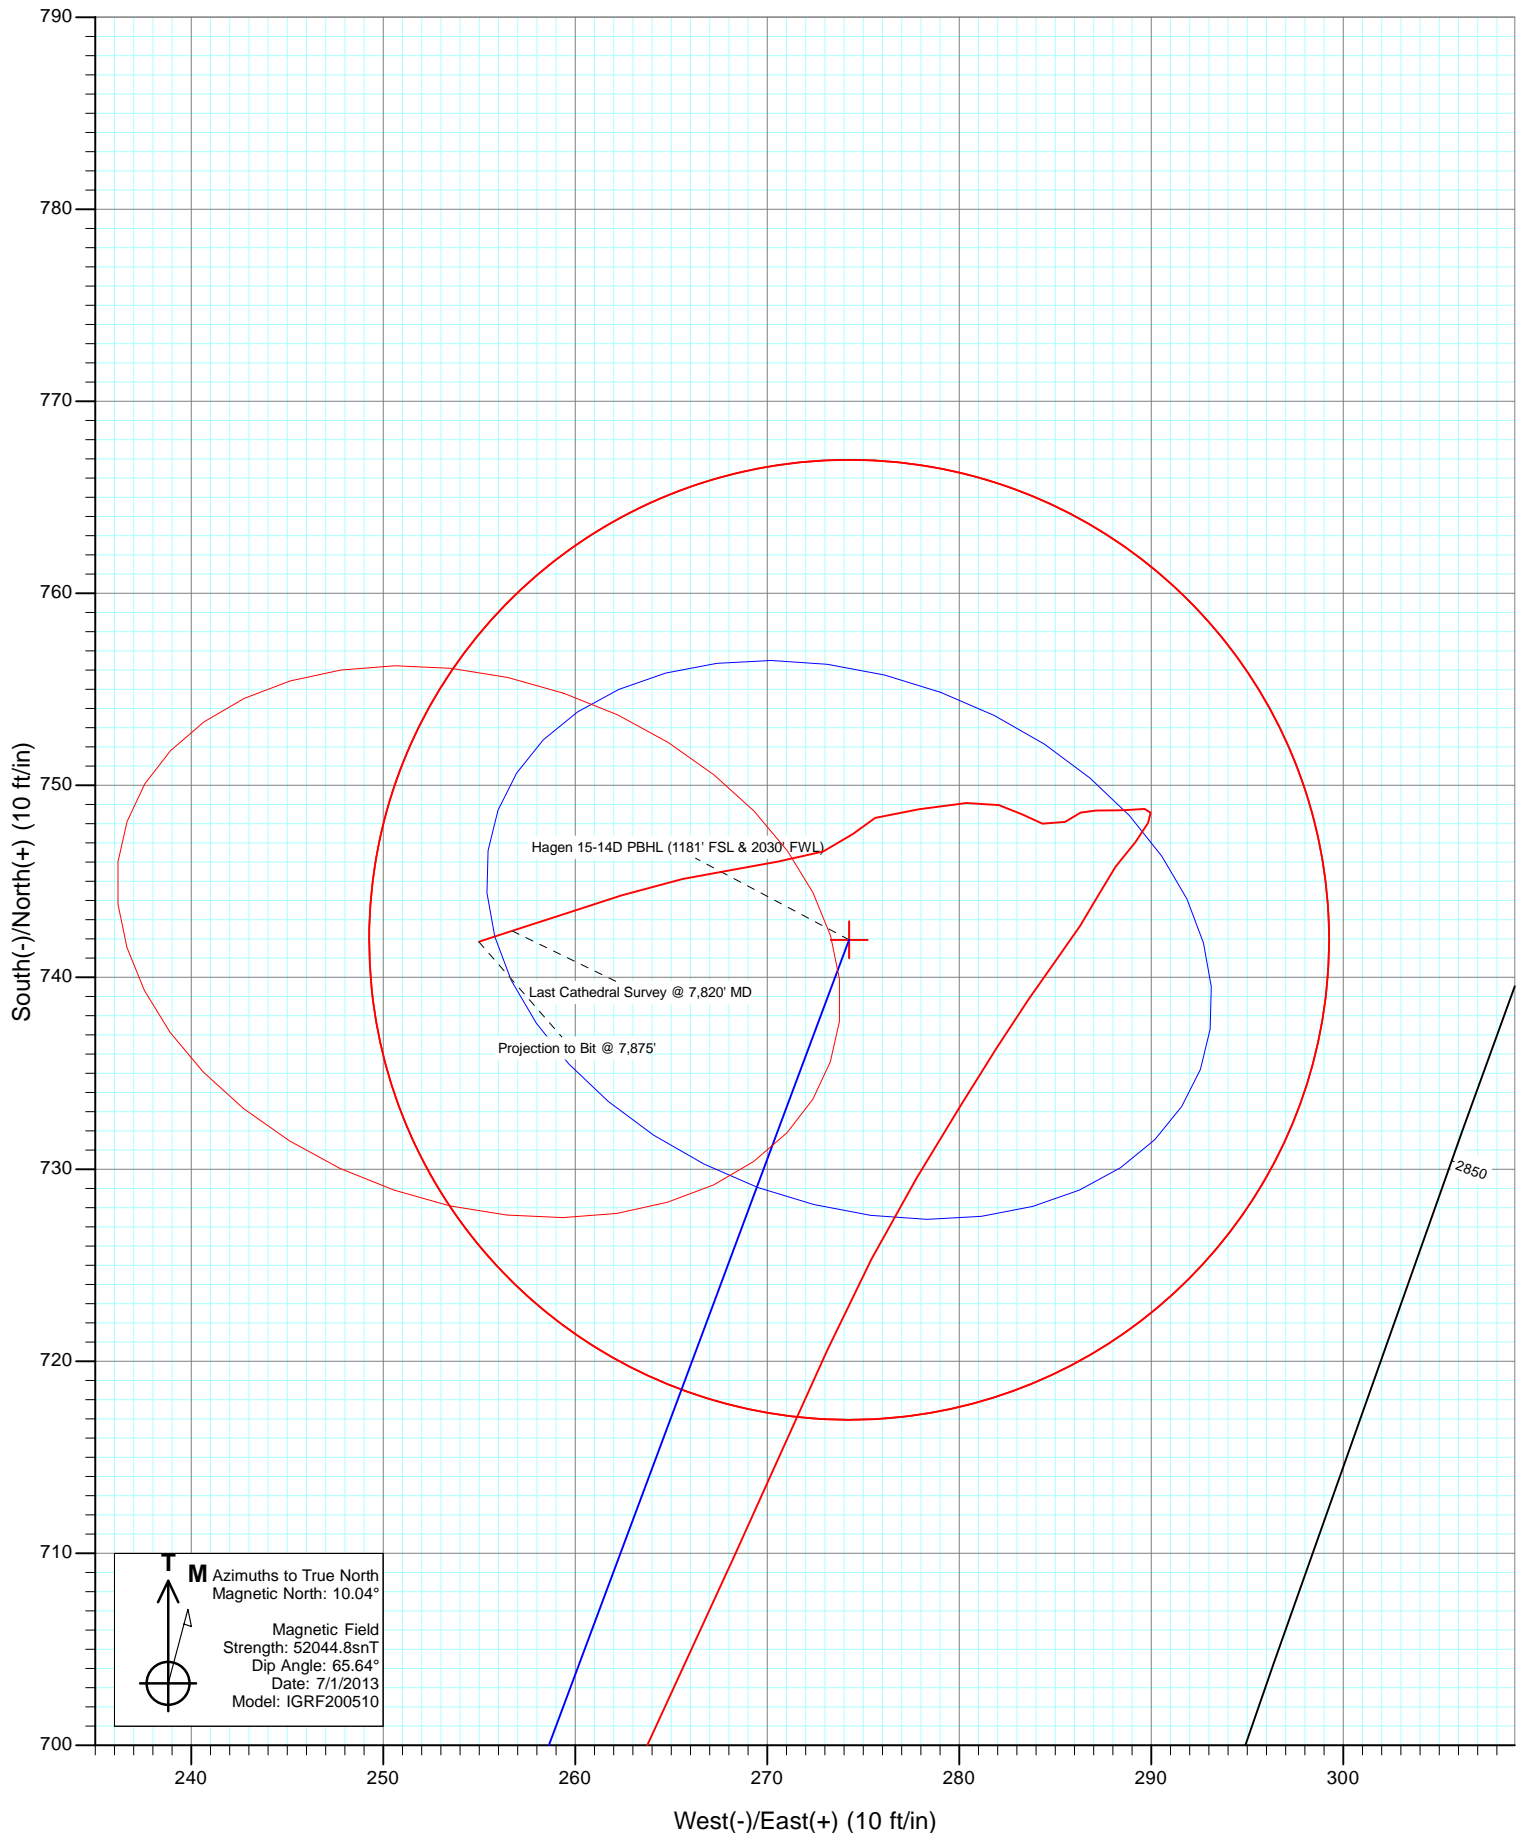 790
780
770
760
750
740
730
720
710
700
South(-)/North(+) (10 ft/in)
Hagen 15-14D PBHL (1181' FSL & 2030' FWL)
Last Cathedral Survey @ 7,820' MD
Projection to Bit @ 7,875'
2850
T
M
Azimuths to True North
Magnetic North: 10.04°
Magnetic Field
Strength: 52044.8snT
Dip Angle: 65.64°
Date: 7/1/2013
Model: IGRF200510
240
250
260
270
280
290
300
West(-)/East(+) (10 ft/in)